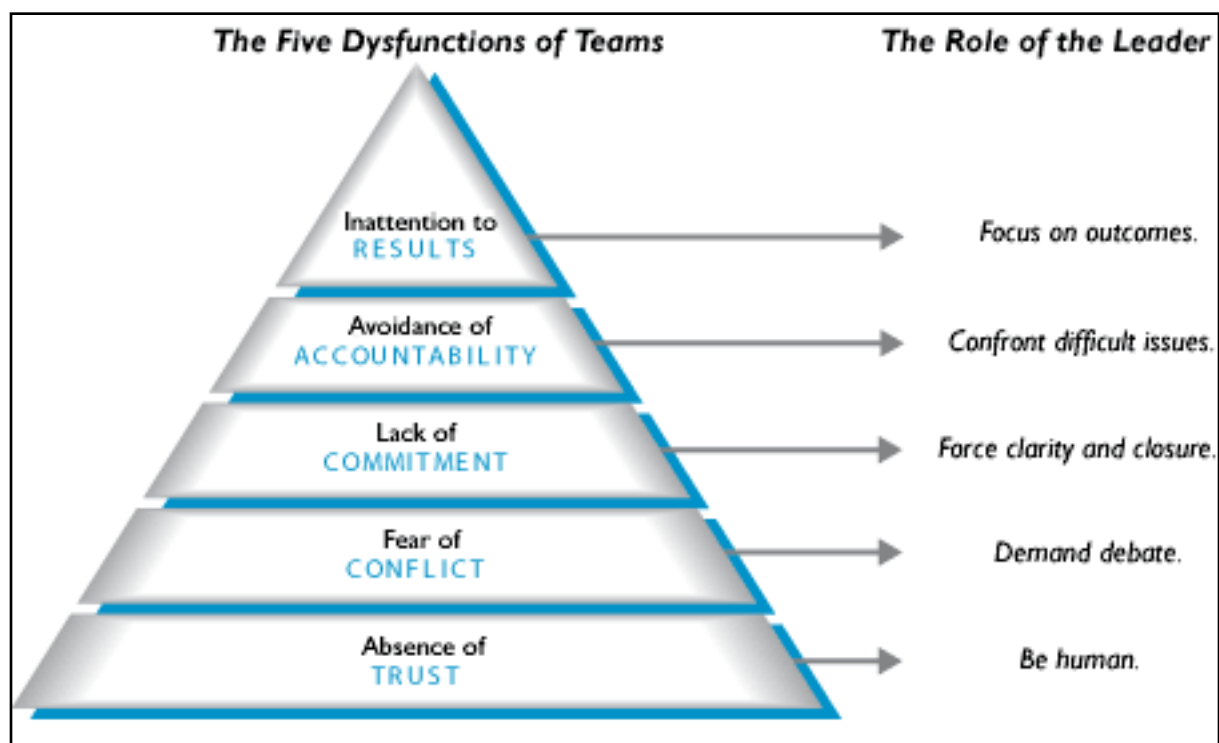 The Five Dysfunctions of Teams
The Role of the Leader
Inattention to
RESULTS
Focus on outcomes.
Avoidance of
ACCOUNTABILITY
Confront difficult issues.
Lack of
COMMITMENT
Force clarity and closure.
Fear of
CONFLICT
Demand debate.
Absence of
TRUST
Be human.